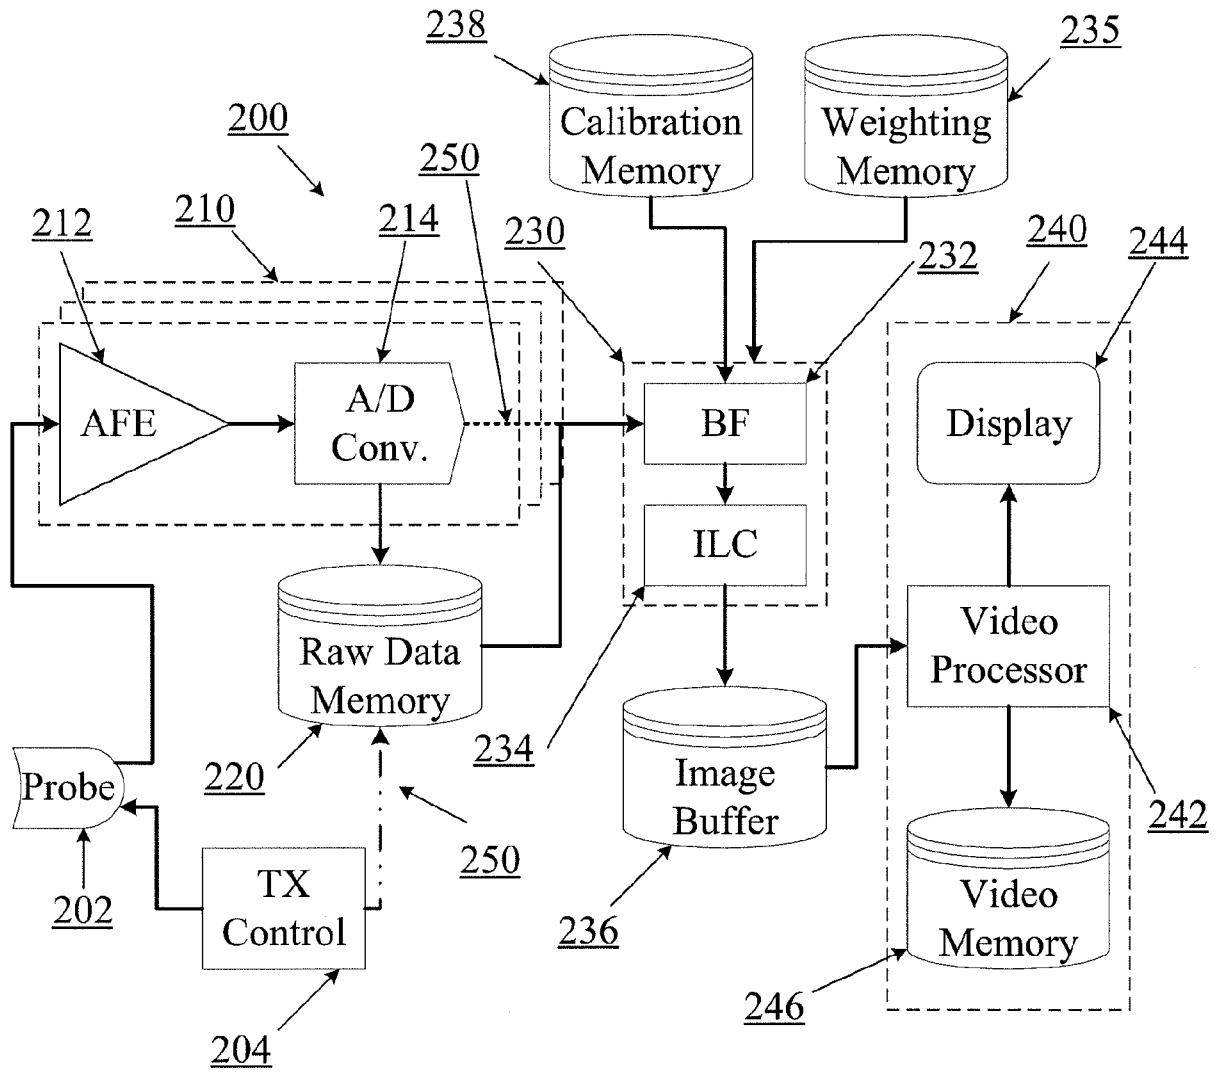 238
235
200
250
Calibration
Memory
Weighting
Memory
212
210
214
230
232
240
244
AFE
A/D
Conv.
BF
Display
ILC
Raw Data
Memory
Video
Processor
Probe
220
234
Image
Buffer
242
202
TX
Control
250
236
Video
Memory
204
246